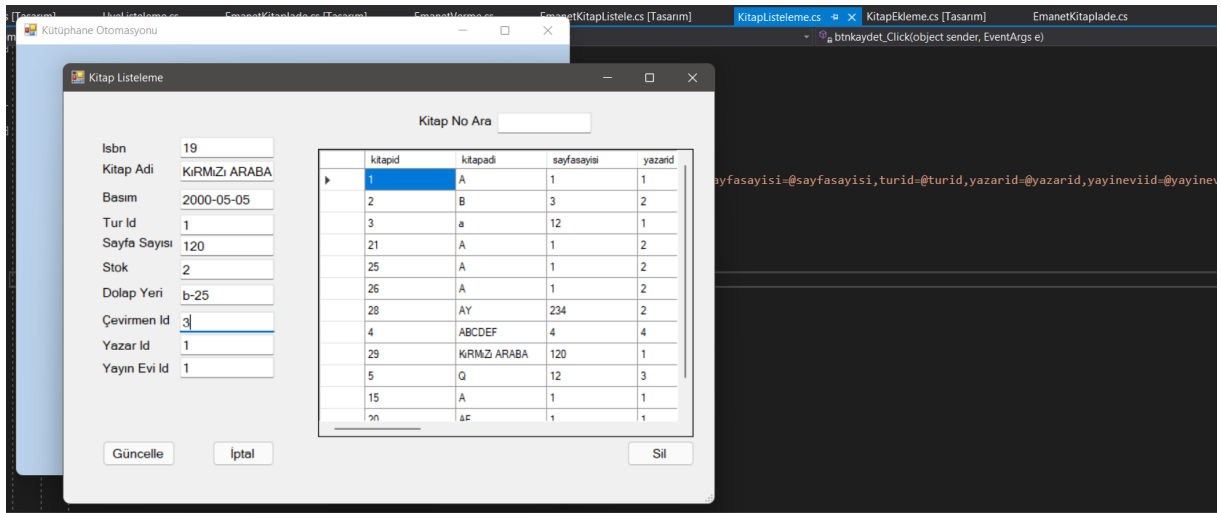 UyeListeleme.cs EmanetKitapIade.cs [Tasarım] EmanetVerme.cs EmanetKitapListele.cs [Tasarım] KitapListeleme.cs KitapEkleme.cs [Tasarım] EmanetKitapIade.cs
Kütüphane Otomasyonu
btnkaydet_Click(object sender, EventArgs e)
Kitap Listeleme
Kitap No Ara
Isbn 19
Kitap Adi KıRMıZı ARABA
Basım 2000-05-05
Tur Id 1
Sayfa Sayısı 120
Stok 2
Dolap Yeri b-25
Çevirmen Id 3
Yazar Id 1
Yayın Evi Id 1
kitapid kitapadi sayfasayisi yazarid
1 A 1 1
2 B 3 2
3 a 12 1
21 A 1 2
25 A 1 2
26 A 1 2
28 AY 234 2
4 ABCDEF 4 4
29 KıRMıZı ARABA 120 1
5 Q 12 3
15 A 1 1
20 AF 1 1
ayfasayisi=@sayfasayisi,turid=@turid,yazarid=@yazarid,yayineviid=@yayinev
Güncelle İptal Sil